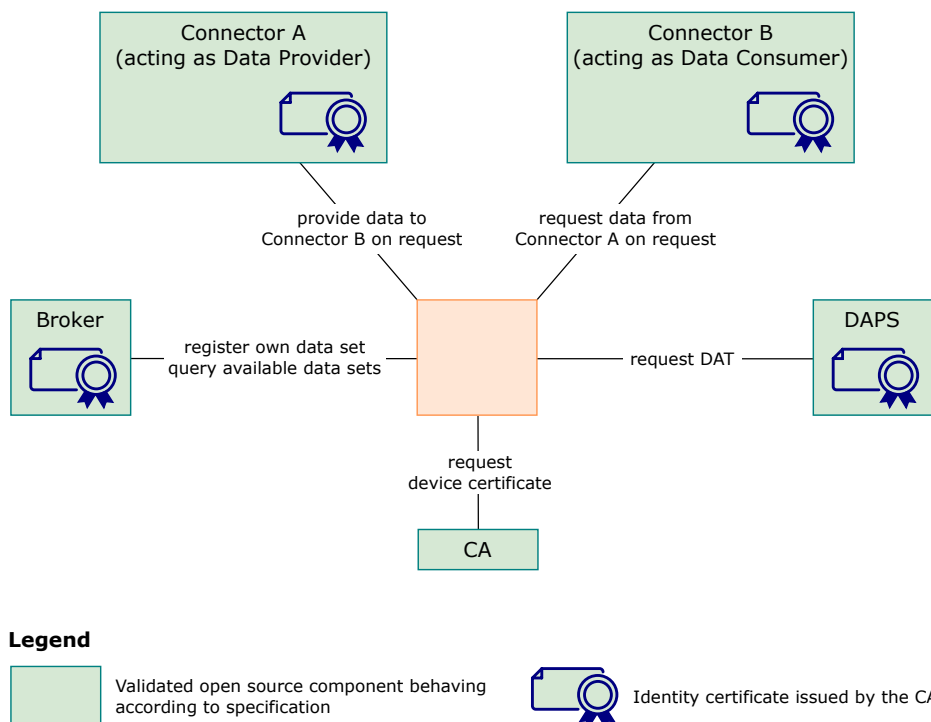 Connector A
(acting as Data Provider)
Connector B
(acting as Data Consumer)
provide data to
Connector B on request
request data from
Connector A on request
Broker
register own data set
query available data sets
request DAT
DAPS
request
device certificate
CA
Legend
Validated open source component behaving
according to specification
Identity certificate issued by the CA